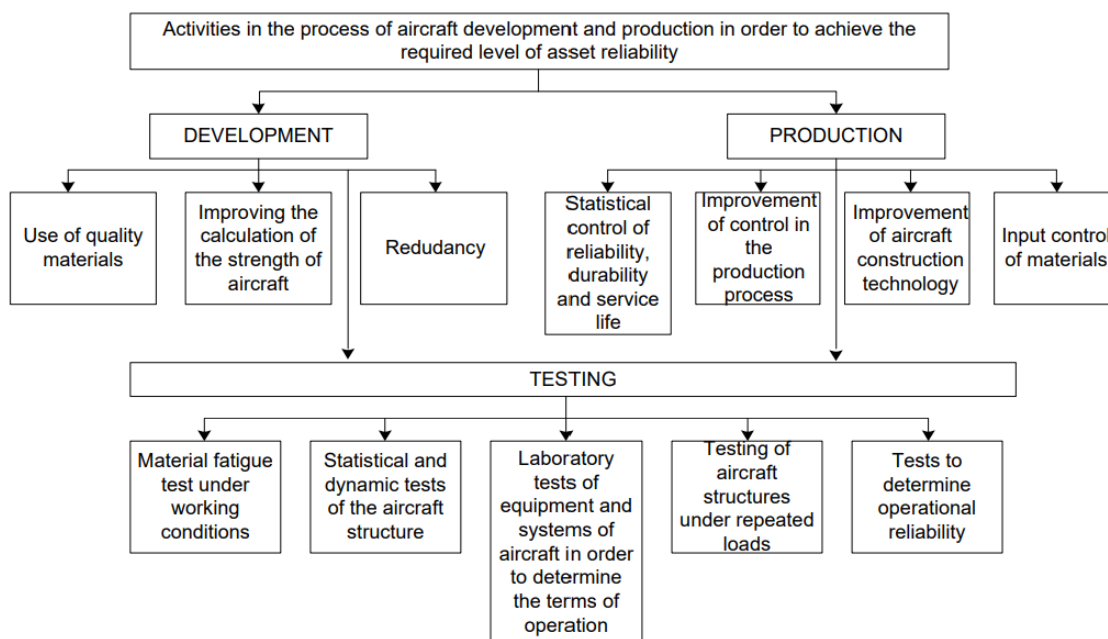 Activities in the process of aircraft development and production in order to achieve the
required level of asset reliability
DEVELOPMENT
PRODUCTION
Use of quality
materials
Improving the
calculation of
the strength of
aircraft
Redudancy
Statistical
control of
reliability,
durability
and service
life
Improvement
of control in
the
production
process
Improvement
of aircraft
construction
technology
Input control
of materials
TESTING
Material fatigue
test under
working
conditions
Statistical and
dynamic tests
of the aircraft
structure
Laboratory
tests of
equipment and
systems of
aircraft in order
to determine
the terms of
operation
Testing of
aircraft
structures
under repeated
loads
Tests to
determine
operational
reliability